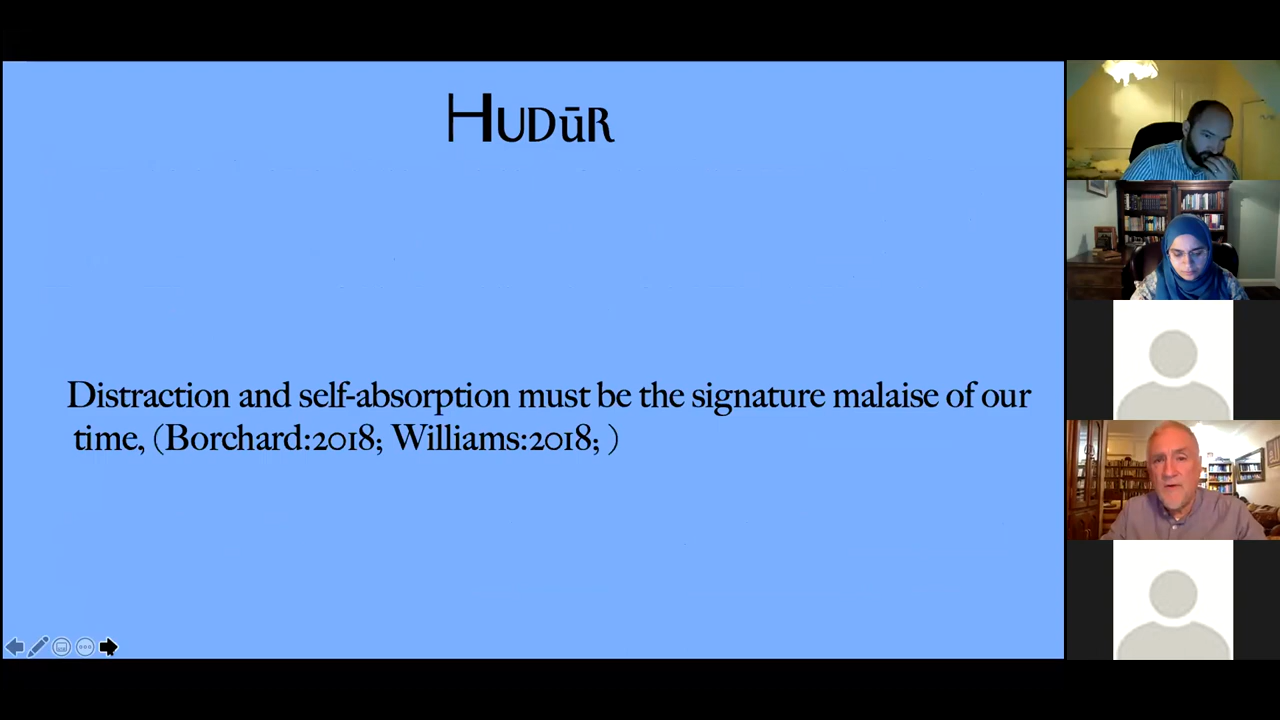 Hudūr
Distraction and self-absorption must be the signature malaise of our
time, (Borchard:2018; Williams:2018; )